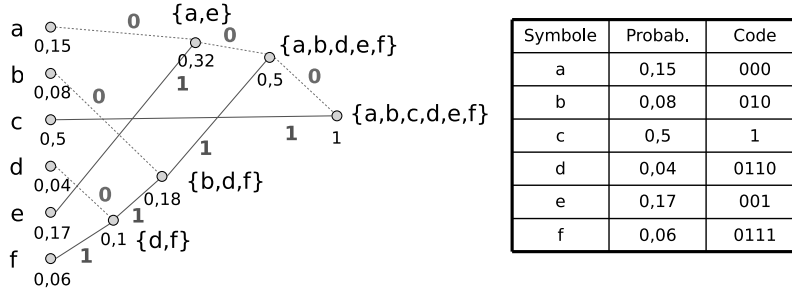 {a,e}
a
0
0
{a,b,d,e,f}
0,15
0,32
0,5
0
b
1
0,08
0
c
{a,b,c,d,e,f}
0,5
1
1
1
d
0,04
0
0,18
{b,d,f}
e
1
0,17
0,1
{d,f}
f
1
0,06
Symbole Probab. Code
a 0,15 000
b 0,08 010
c 0,5 1
d 0,04 0110
e 0,17 001
f 0,06 0111